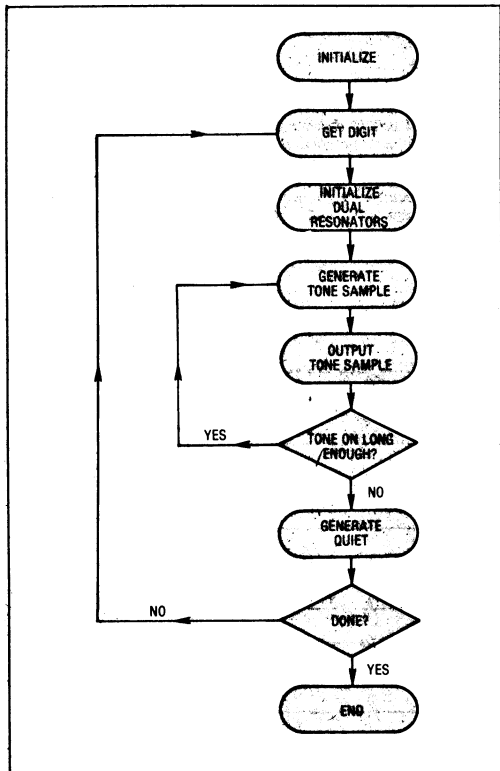 INITIALIZE
GET DIGIT
INITIALIZE
DUAL
RESONATORS
GENERATE
TONE SAMPLE
OUTPUT
TONE SAMPLE
TONE ON LONG
ENOUGH?
YES
NO
GENERATE
QUIET
DONE?
NO
YES
END